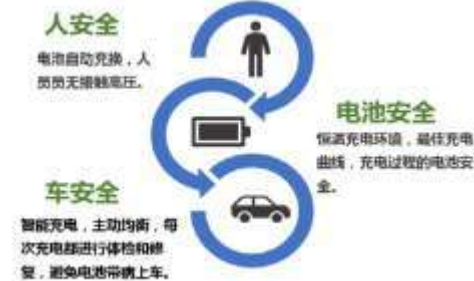 人安全
电池自动充换，人
员员无接触高压。
电池安全
恒温充电环境，最佳充电
曲线，充电过程的电池安
全。
车安全
智能充电，主动均衡，每
次充电都进行体检和修
复，避免电池带病上车。